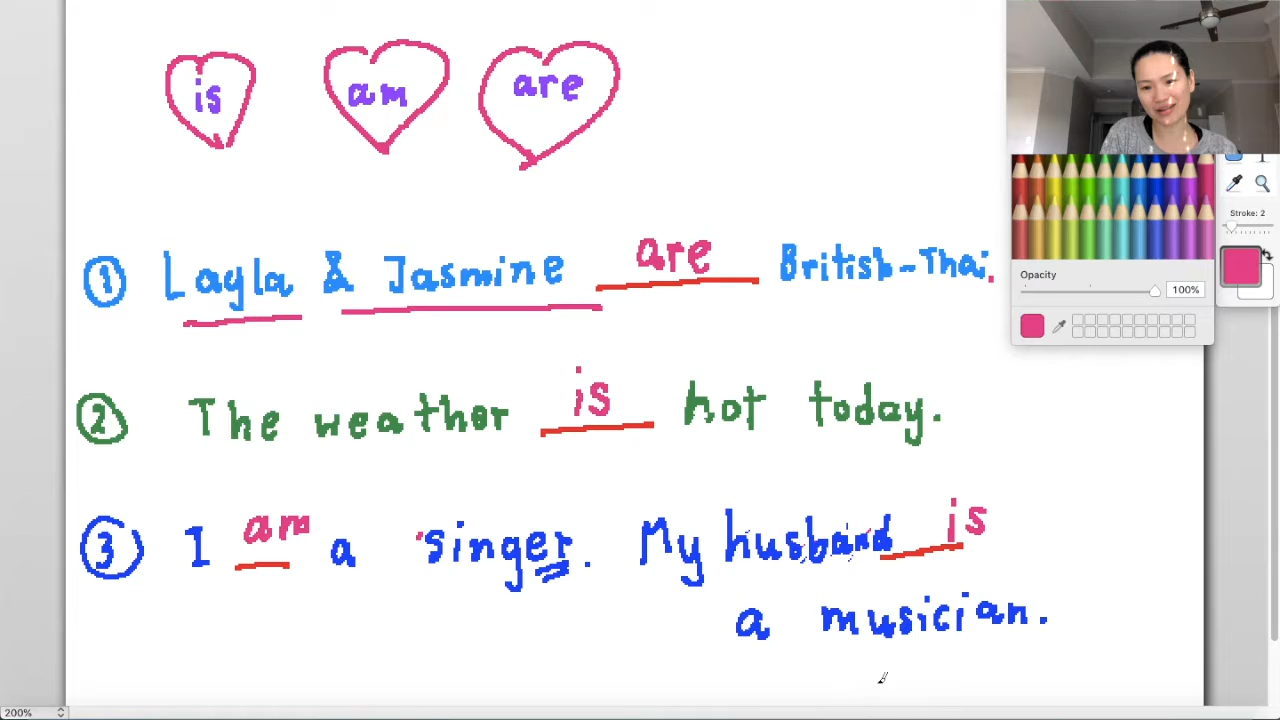 is am are
① Layla & Jasmine are British-Thai.
② The weather is hot today.
③ I am a singer. My husband is
a musician.
Stroke: 2
Opacity
100%
200%